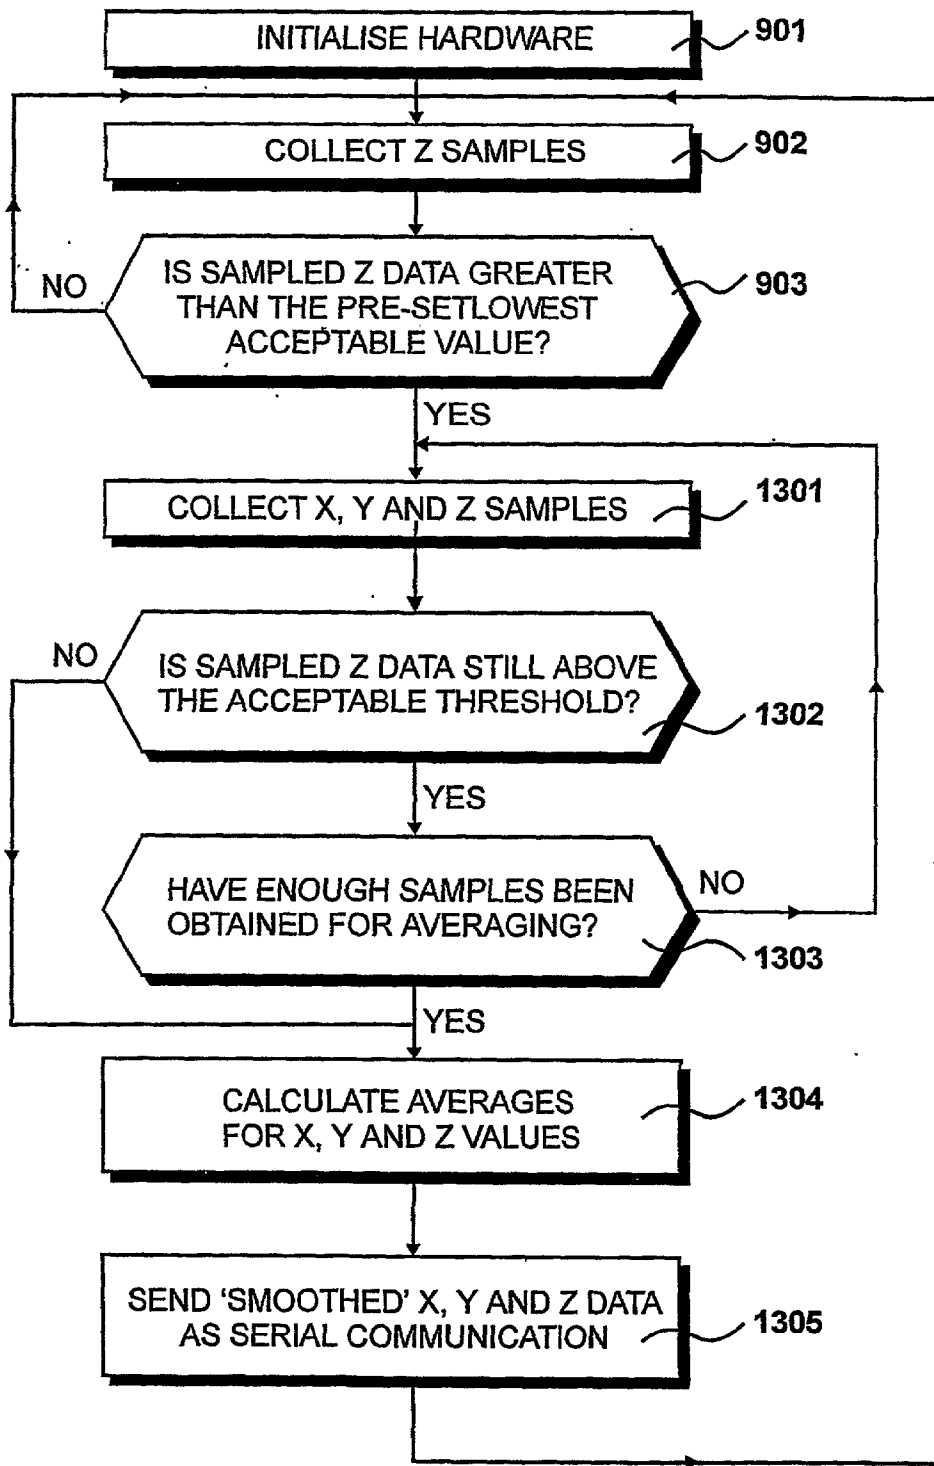 INITIALISE HARDWARE
901
COLLECT Z SAMPLES
902
IS SAMPLED Z DATA GREATER
THAN THE PRE-SETLOWEST
ACCEPTABLE VALUE?
903
NO
YES
COLLECT X, Y AND Z SAMPLES
1301
IS SAMPLED Z DATA STILL ABOVE
THE ACCEPTABLE THRESHOLD?
1302
NO
YES
HAVE ENOUGH SAMPLES BEEN
OBTAINED FOR AVERAGING?
1303
NO
YES
CALCULATE AVERAGES
FOR X, Y AND Z VALUES
1304
SEND ‘SMOOTHED’ X, Y AND Z DATA
AS SERIAL COMMUNICATION
1305